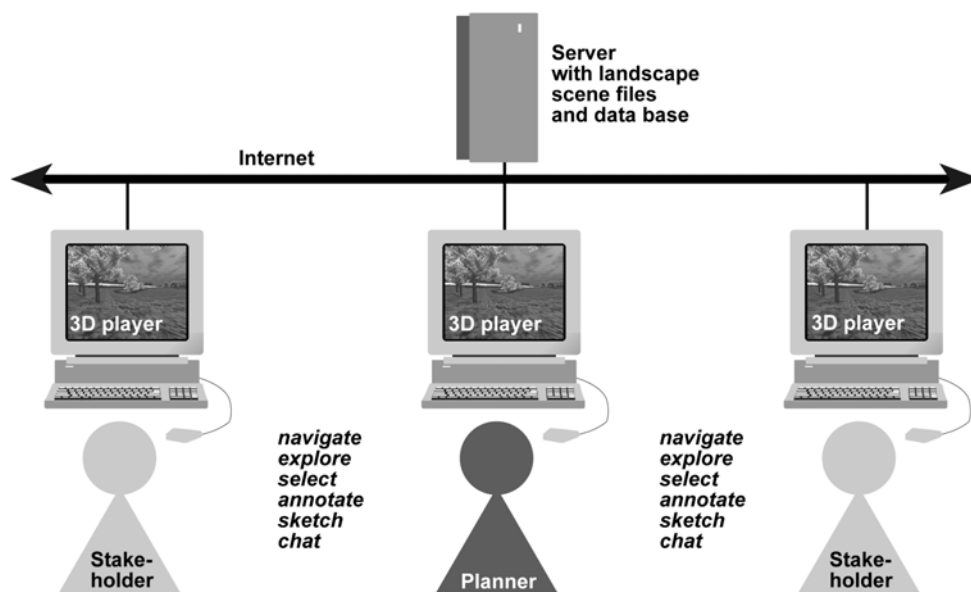 Server
with landscape
scene files
and data base
Internet
3D player
3D player
3D player
navigate
explore
select
annotate
sketch
chat
navigate
explore
select
annotate
sketch
chat
Stake-
holder
Planner
Stake-
holder